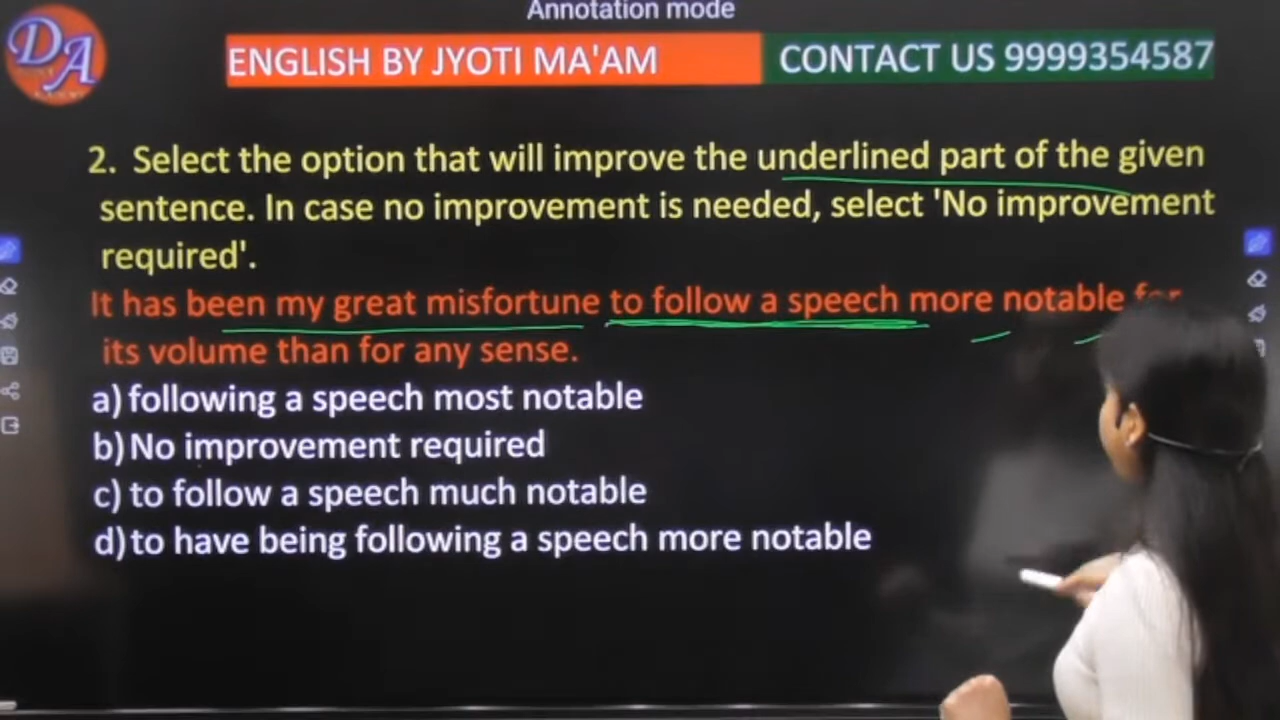 Annotation mode
DA
ENGLISH BY JYOTI MA'AM
CONTACT US 9999354587
2. Select the option that will improve the underlined part of the given
sentence. In case no improvement is needed, select 'No improvement
required'.
It has been my great misfortune to follow a speech more notable for
its volume than for any sense.
a) following a speech most notable
b) No improvement required
c) to follow a speech much notable
d) to have being following a speech more notable